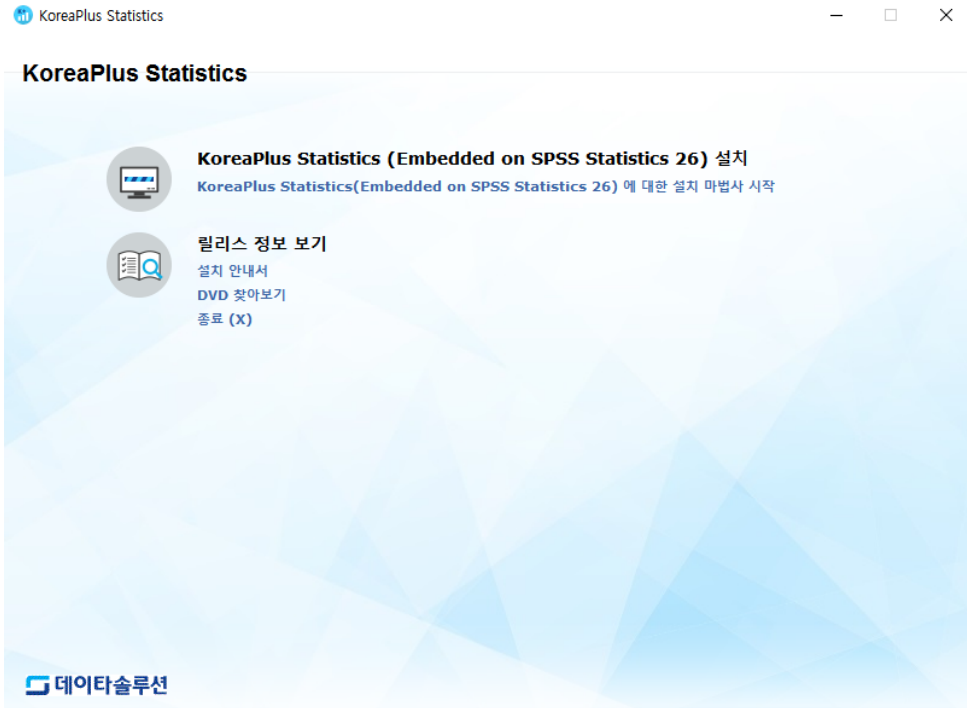 KoreaPlus Statistics
KoreaPlus Statistics
KoreaPlus Statistics (Embedded on SPSS Statistics 26) 설치
KoreaPlus Statistics(Embedded on SPSS Statistics 26) 에 대한 설치 마법사 시작
릴리스 정보 보기
설치 안내서
DVD 찾아보기
종료 (X)
데이타솔루션